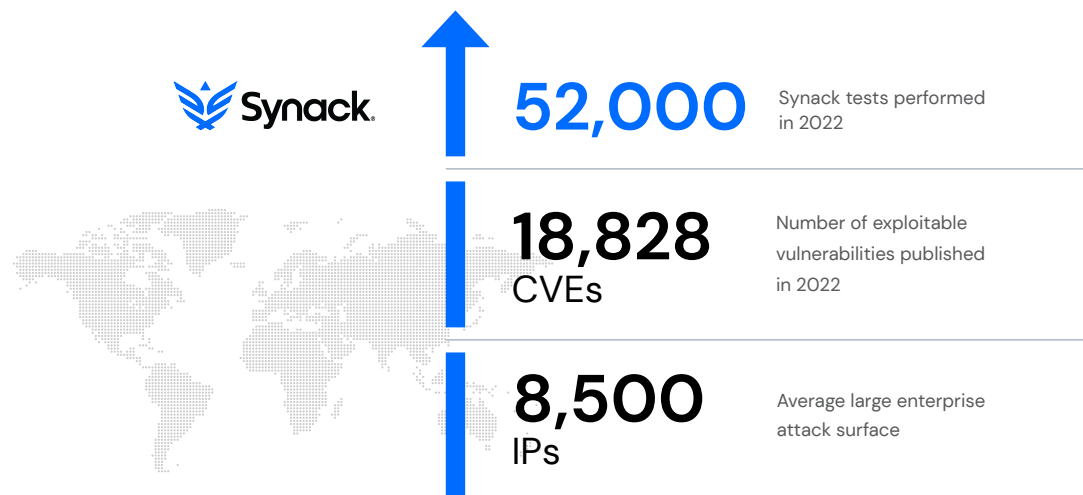 Synack®
52,000
Synack tests performed
in 2022
18,828
CVEs
Number of exploitable
vulnerabilities published
in 2022
8,500
IPs
Average large enterprise
attack surface